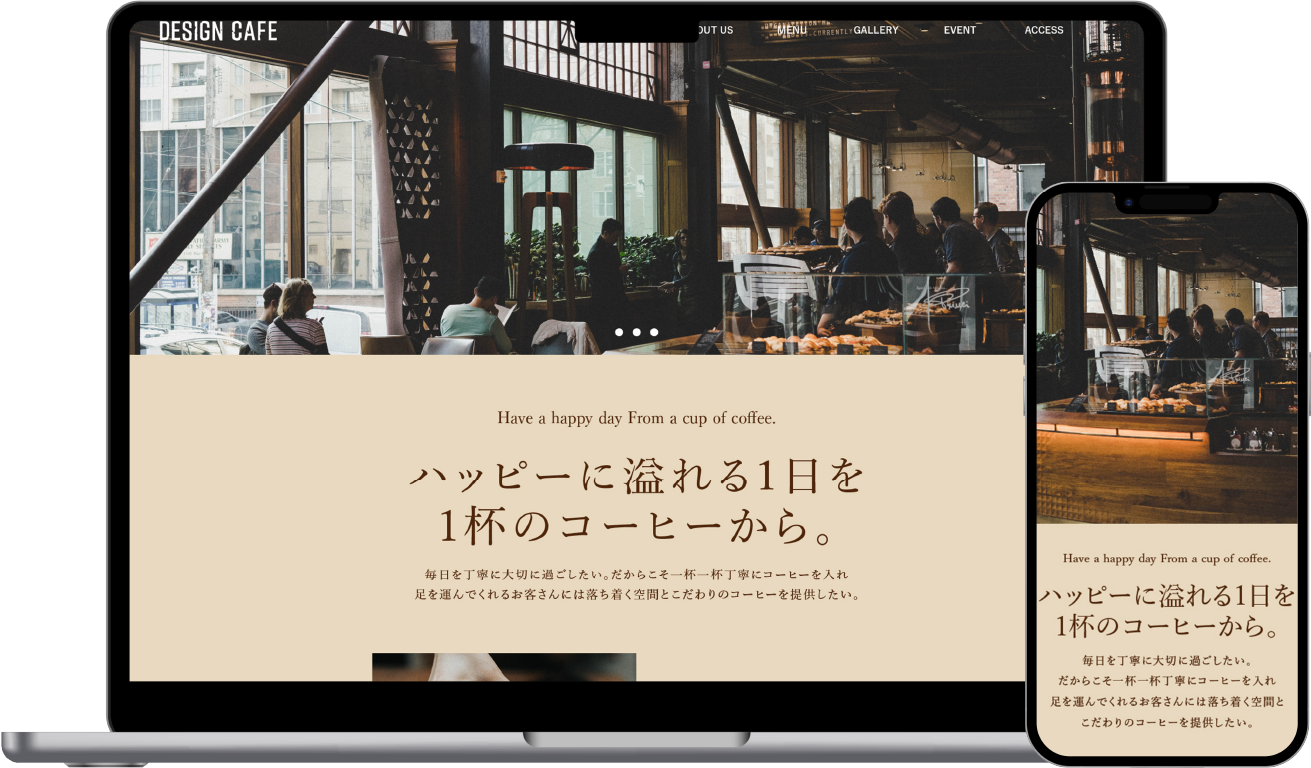 DESIGN CAFE
OUT US MENU GALLERY EVENT ACCESS
Have a happy day From a cup of coffee.
ハッピーに溢れる1日を
1杯のコーヒーから。
毎日を丁寧に大切に過ごしたい。だからこそ一杯一杯丁寧にコーヒーを入れ
足を運んでくれるお客さんには落ち着く空間とこだわりのコーヒーを提供したい。
Have a happy day From a cup of coffee.
ハッピーに溢れる1日を
1杯のコーヒーから。
毎日を丁寧に大切に過ごしたい。
だからこそ一杯一杯丁寧にコーヒーを入れ
足を運んでくれるお客さんには落ち着く空間と
こだわりのコーヒーを提供したい。